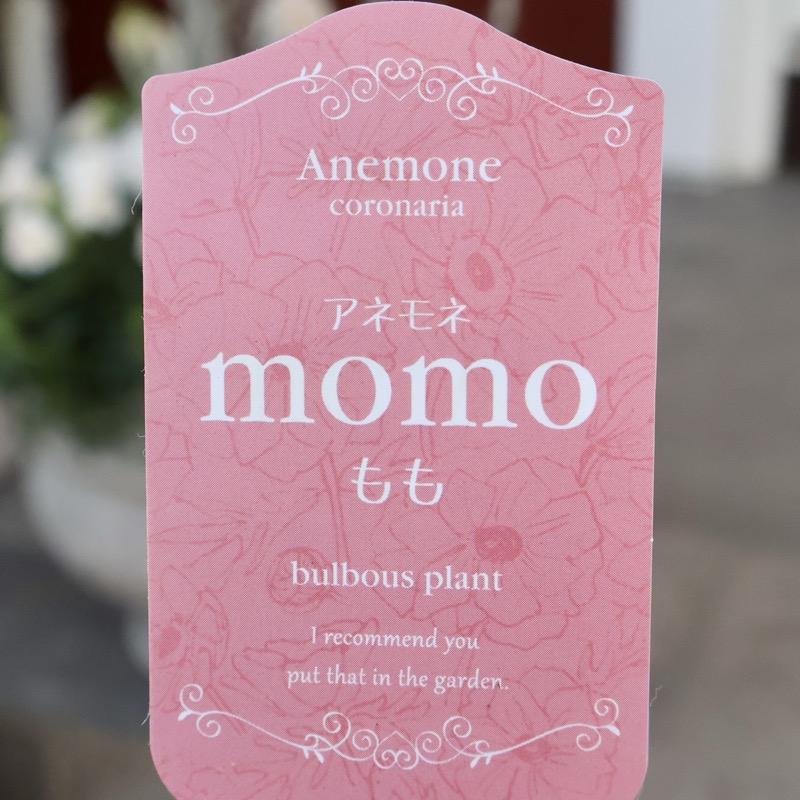 Anemone
coronaria
アネモネ
momo
もも
bulbous plant
I recommend you
put that in the garden.